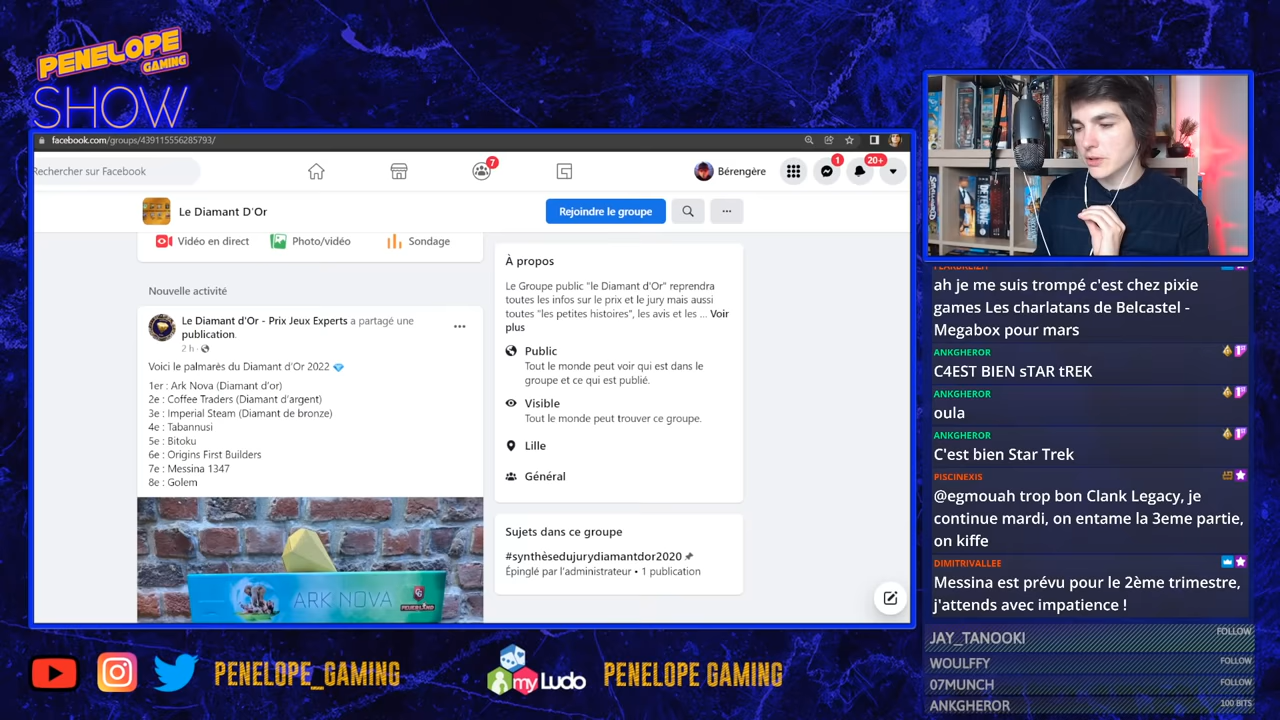 PENELOPE
GAMING
SHOW
facebook.com/groups/439115556285793/
Rechercher sur Facebook
7
Bérengère
1
20+
Le Diamant D'Or
Rejoindre le groupe
Vidéo en direct
Photo/vidéo
Sondage
Nouvelle activité
Le Diamant d'Or - Prix Jeux Experts a partagé une
publication.
2 h ·
Voici le palmarès du Diamant d'Or 2022
1er : Ark Nova (Diamant d'or)
2e : Coffee Traders (Diamant d'argent)
3e : Imperial Steam (Diamant de bronze)
4e : Tabannusi
5e : Bitoku
6e : Origins First Builders
7e : Messina 1347
8e : Golem
ARK NOVA
FEUERLAND
À propos
Le Groupe public "le Diamant d'Or" reprendra
toutes les infos sur le prix et le jury mais aussi
toutes "les petites histoires", les avis et les ... Voir
plus
Public
Tout le monde peut voir qui est dans le
groupe et ce qui est publié.
Visible
Tout le monde peut trouver ce groupe.
Lille
Général
Sujets dans ce groupe
#synthèsedujurydiamantdor2020
Épinglé par l'administrateur • 1 publication
DETECTIVE
ah je me suis trompé c'est chez pixie
games Les charlatans de Belcastel -
Megabox pour mars
ANKGHEROR
C4EST BIEN sTAR tREK
ANKGHEROR
oula
ANKGHEROR
C'est bien Star Trek
PISCINEXIS
@egmouah trop bon Clank Legacy, je
continue mardi, on entame la 3eme partie,
on kiffe
DIMITRIVALLEE
Messina est prévu pour le 2ème trimestre,
j'attends avec impatience !
JAY_TANOOKI FOLLOW
WOULFFY FOLLOW
07MUNCH FOLLOW
ANKGHEROR 100 BITS
PENELOPE_GAMING
myLudo
PENELOPE GAMING